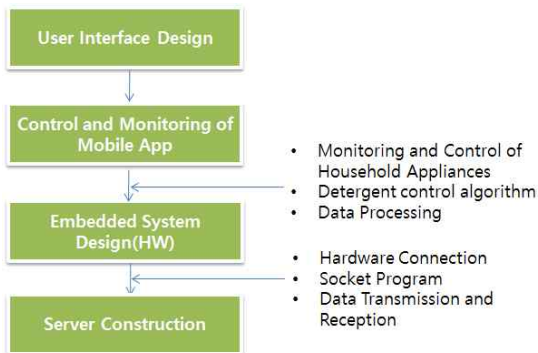 User Interface Design
Control and Monitoring of
Mobile App
• Monitoring and Control of
Household Appliances
• Detergent control algorithm
• Data Processing
Embedded System
Design(HW)
• Hardware Connection
• Socket Program
• Data Transmission and
Reception
Server Construction